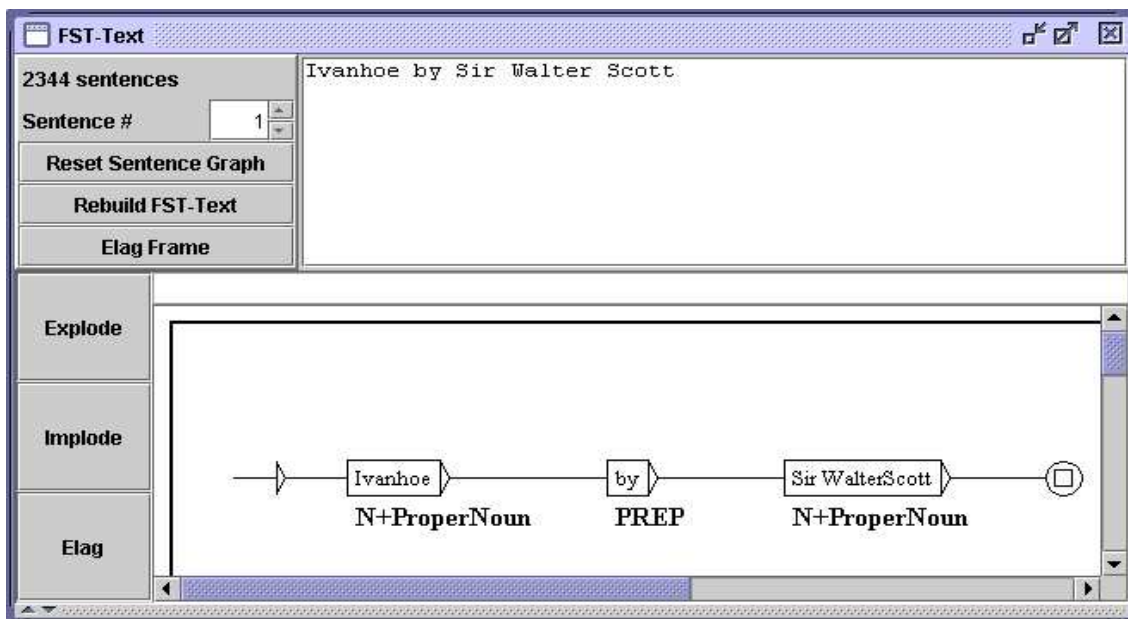 FST-Text
2344 sentences
Sentence # 1
Reset Sentence Graph
Rebuild FST-Text
Elag Frame
Ivanhoe by Sir Walter Scott
Explode
Implode
Elag
Ivanhoe by Sir WalterScott
N+ProperNoun PREP N+ProperNoun